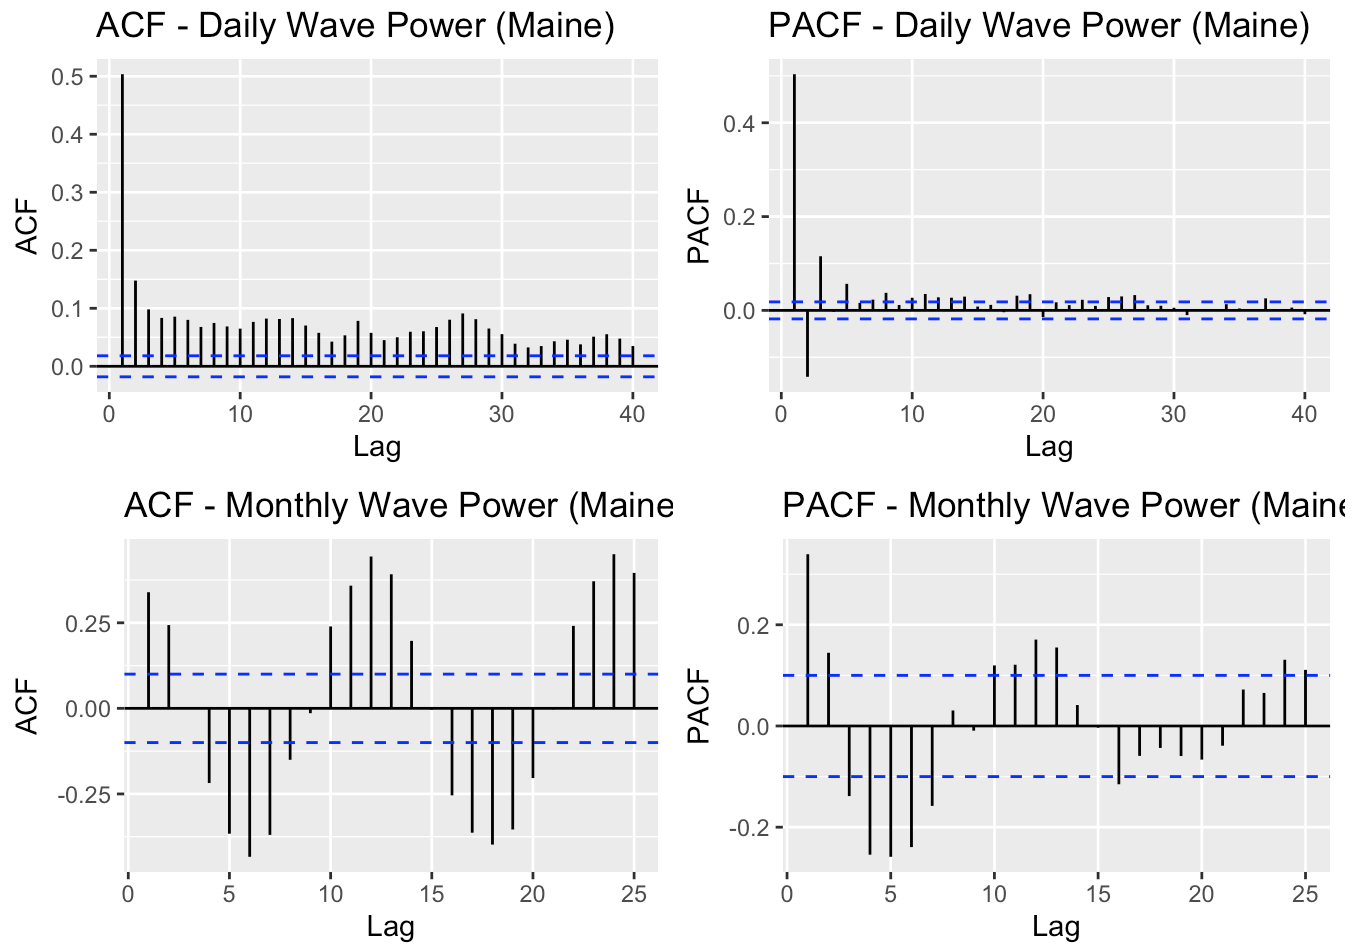 ACF - Daily Wave Power (Maine)
0.5
0.4
0.3
0.2
0.1
0.0
ACF
0 10 20 30 40
Lag
PACF - Daily Wave Power (Maine)
0.4
0.2
0.0
PACF
0 10 20 30 40
Lag
ACF - Monthly Wave Power (Maine
0.25
0.00
-0.25
ACF
0 5 10 15 20 25
Lag
PACF - Monthly Wave Power (Maine
0.2
0.0
-0.2
PACF
0 5 10 15 20 25
Lag